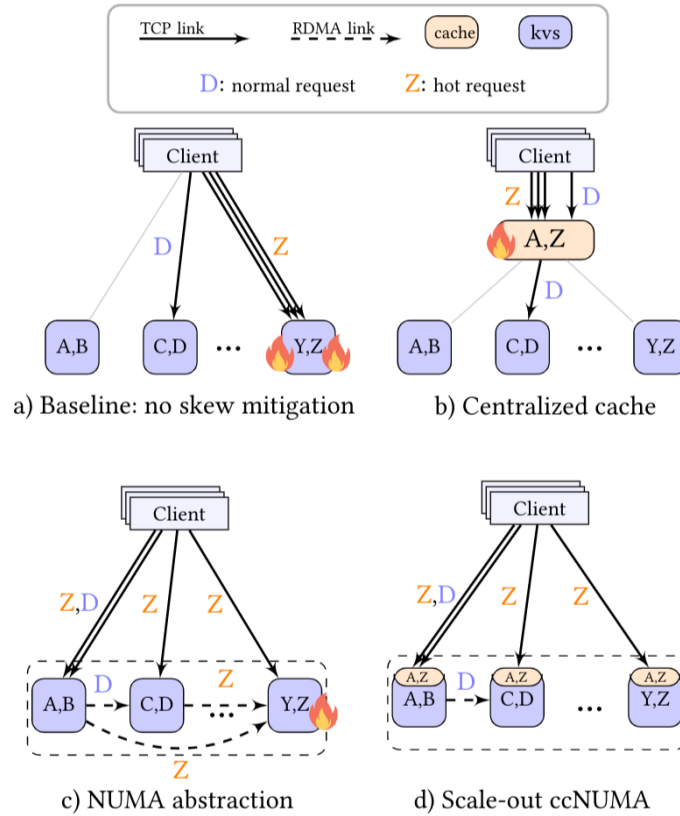 TCP link RDMA link cache kvs
D: normal request Z: hot request
Client
D Z
A,B C,D ... Y,Z
a) Baseline: no skew mitigation
Client
Z D
A,Z
D
A,B C,D ... Y,Z
b) Centralized cache
Client
Z,D Z Z
D Z
A,B C,D ... Y,Z
Z
c) NUMA abstraction
Client
Z,D Z Z
A,Z A,Z A,Z
D
A,B C,D ... Y,Z
d) Scale-out ccNUMA